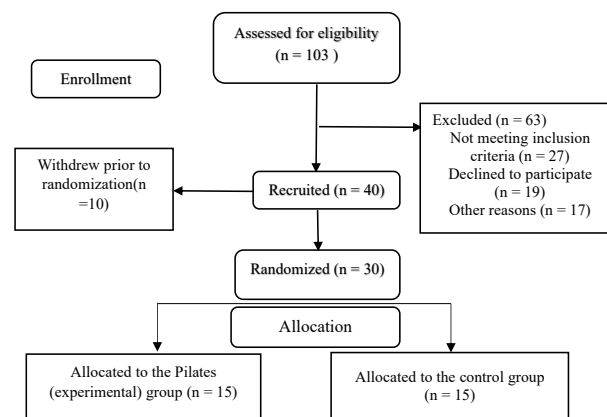 Assessed for eligibility
(n = 103 )
Enrollment
Excluded (n = 63)
Not meeting inclusion
criteria (n = 27)
Declined to participate
(n = 19)
Other reasons (n = 17)
Withdrew prior to
randomization(n
=10)
Recruited (n = 40)
Randomized (n = 30)
Allocation
Allocated to the Pilates
(experimental) group (n = 15)
Allocated to the control group
(n = 15)